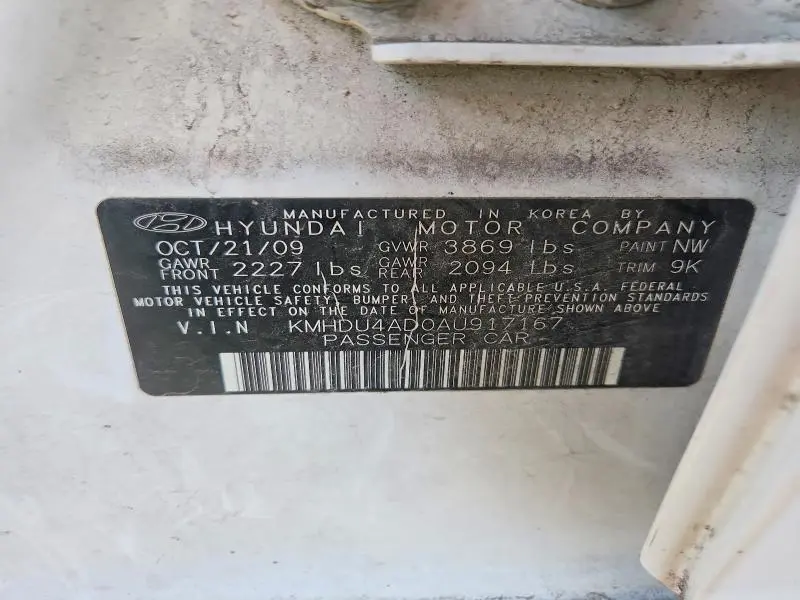 MANUFACTURED IN KOREA BY
HYUNDAI MOTOR COMPANY
OCT/21/09 GVWR 3869 lbs PAINT NW
GAWR FRONT 2227 lbs GAWR REAR 2094 lbs TRIM 9K
THIS VEHICLE CONFORMS TO ALL APPLICABLE U.S.A. FEDERAL
MOTOR VEHICLE SAFETY, BUMPER, AND THEFT PREVENTION STANDARDS
IN EFFECT ON THE DATE OF MANUFACTURE SHOWN ABOVE
V.I.N KMHDU4AD0AU917167
PASSENGER CAR